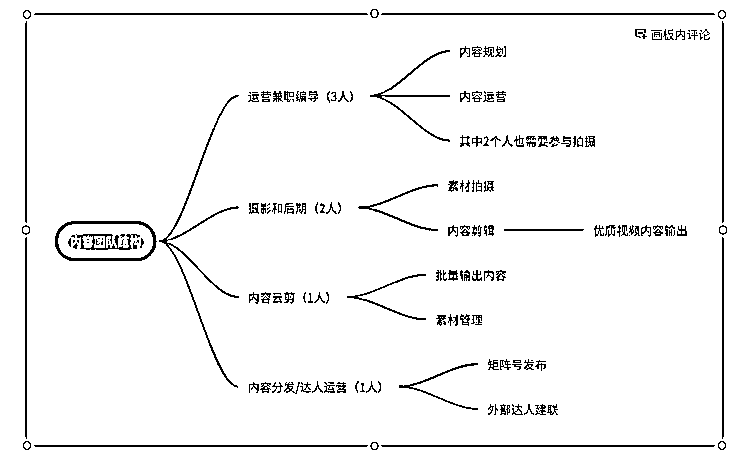 画板内评论
内容团队结构
运营兼职编导（3人）
内容规划
内容运营
其中2个人也需要参与拍摄
摄影和后期（2人）
素材拍摄
内容剪辑
优质视频内容输出
内容云剪（1人）
批量输出内容
素材管理
内容分发/达人运营（1人）
矩阵号发布
外部达人建联